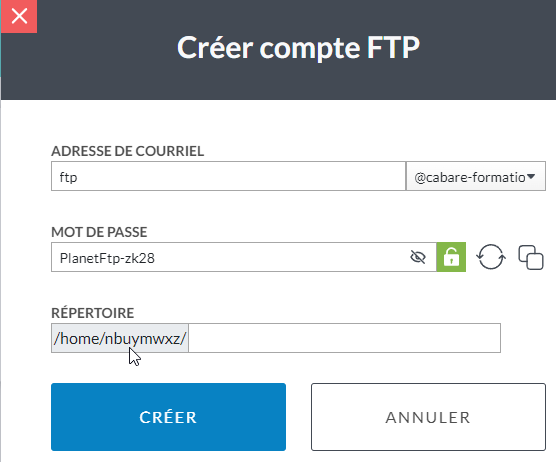 Créer compte FTP
ADRESSE DE COURRIEL
ftp
@cabare-formatio
MOT DE PASSE
PlanetFtp-zk28
RÉPERTOIRE
/home/nbuymwxz/
CRÉER
ANNULER